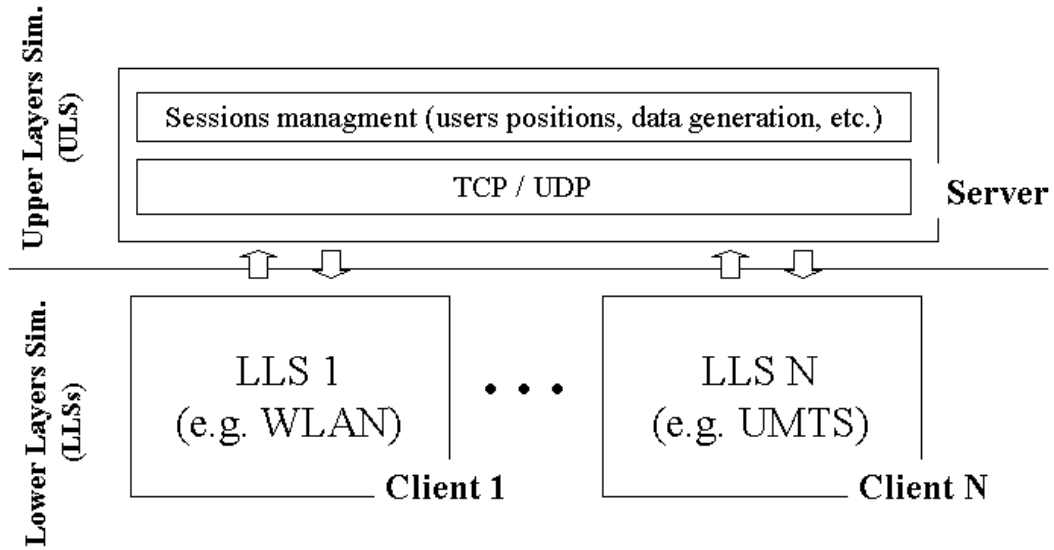 Upper Layers Sim.
(ULS)
Sessions managment (users positions, data generation, etc.)
TCP / UDP
Server
Lower Layers Sim.
(LLSs)
LLS 1
(e.g. WLAN)
Client 1
• • •
LLS N
(e.g. UMTS)
Client N